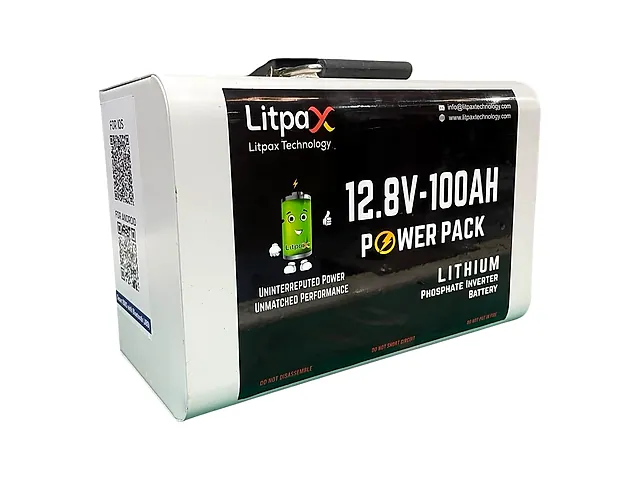 FOR IOS
FOR ANDROID
LitpaX
Litpax Technology
info@litpaxtechnology.com
www.litpaxtechnology.com
12.8V-100AH
POWER PACK
LitpaX
UNINTERREPUTED POWER
UNMATCHED PERFORMANCE
LITHIUM
PHOSPHATE INVERTER
BATTERY
DO NOT DISASSEMBLE
DO NOT SHORT CIRCUIT
DO NOT PUT IN FIRE